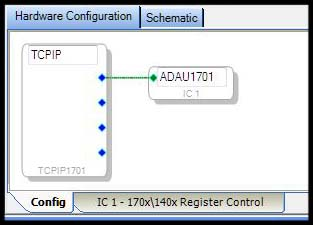 Hardware Configuration Schematic
TCPIP
ADAU1701
IC 1
TCPIP1701
Config IC 1 - 170x\140x Register Control